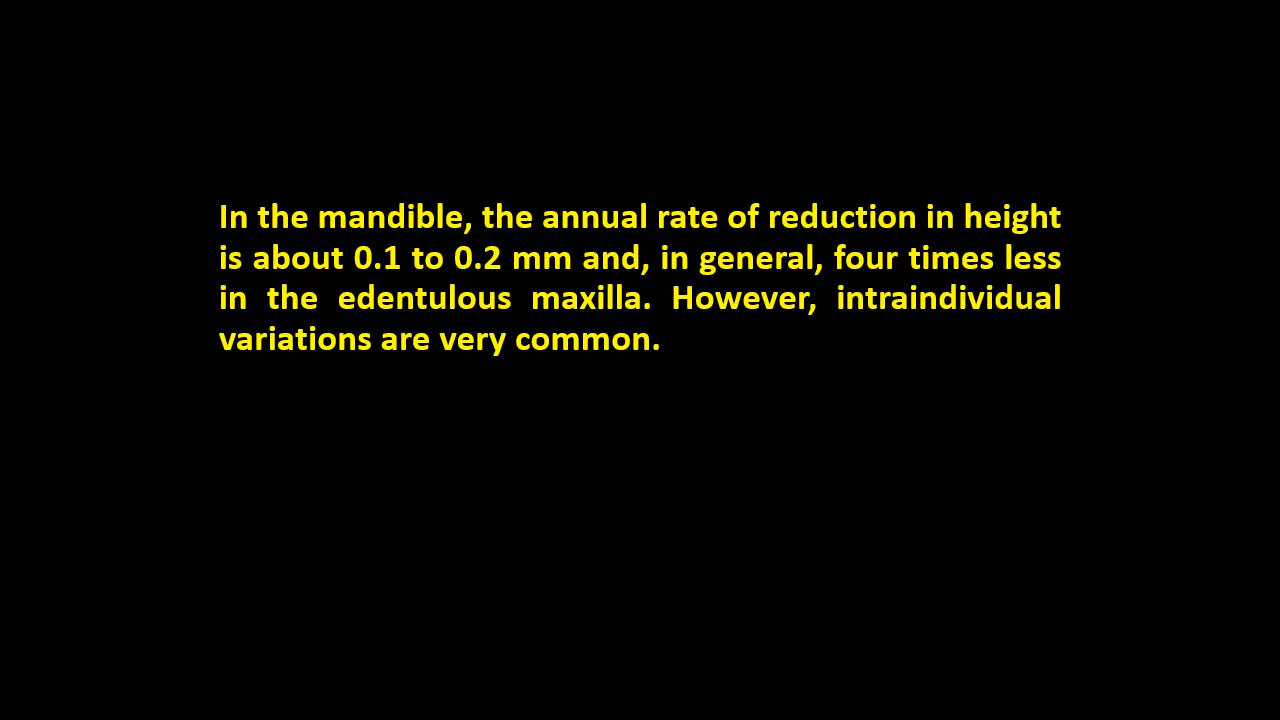 In the mandible, the annual rate of reduction in height
is about 0.1 to 0.2 mm and, in general, four times less
in the edentulous maxilla. However, intraindividual
variations are very common.